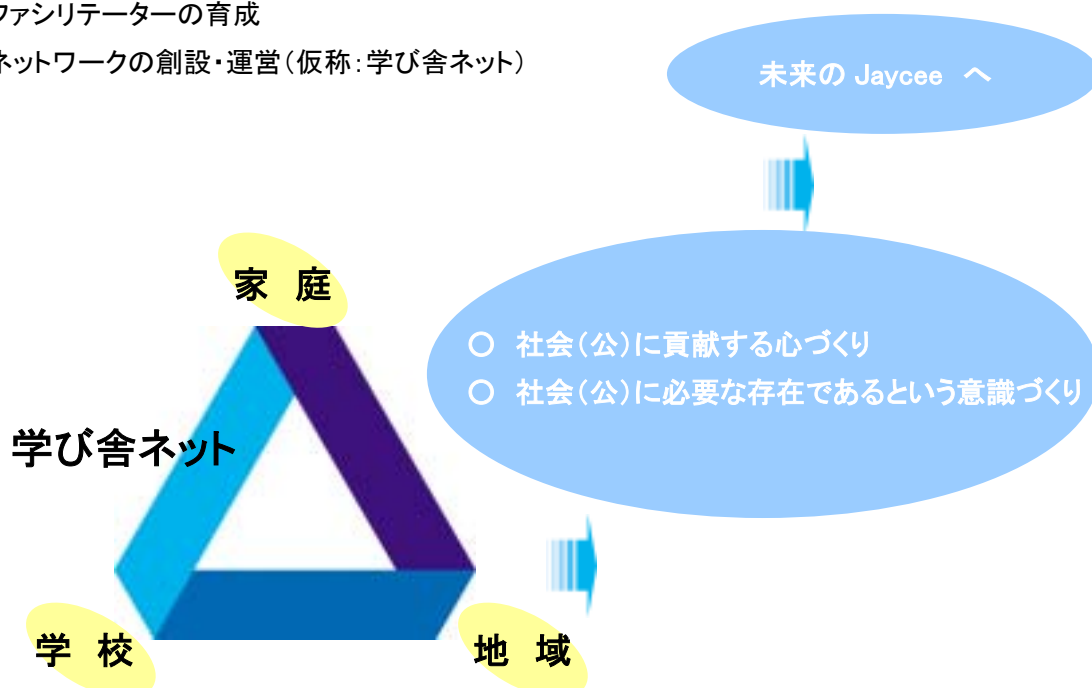 ファシリテーターの育成
ネットワークの創設・運営(仮称:学び舎ネット)
未来の Jaycee へ
家 庭
○ 社会(公)に貢献する心づくり
○ 社会(公)に必要な存在であるという意識づくり
学び舎ネット
学 校
地 域